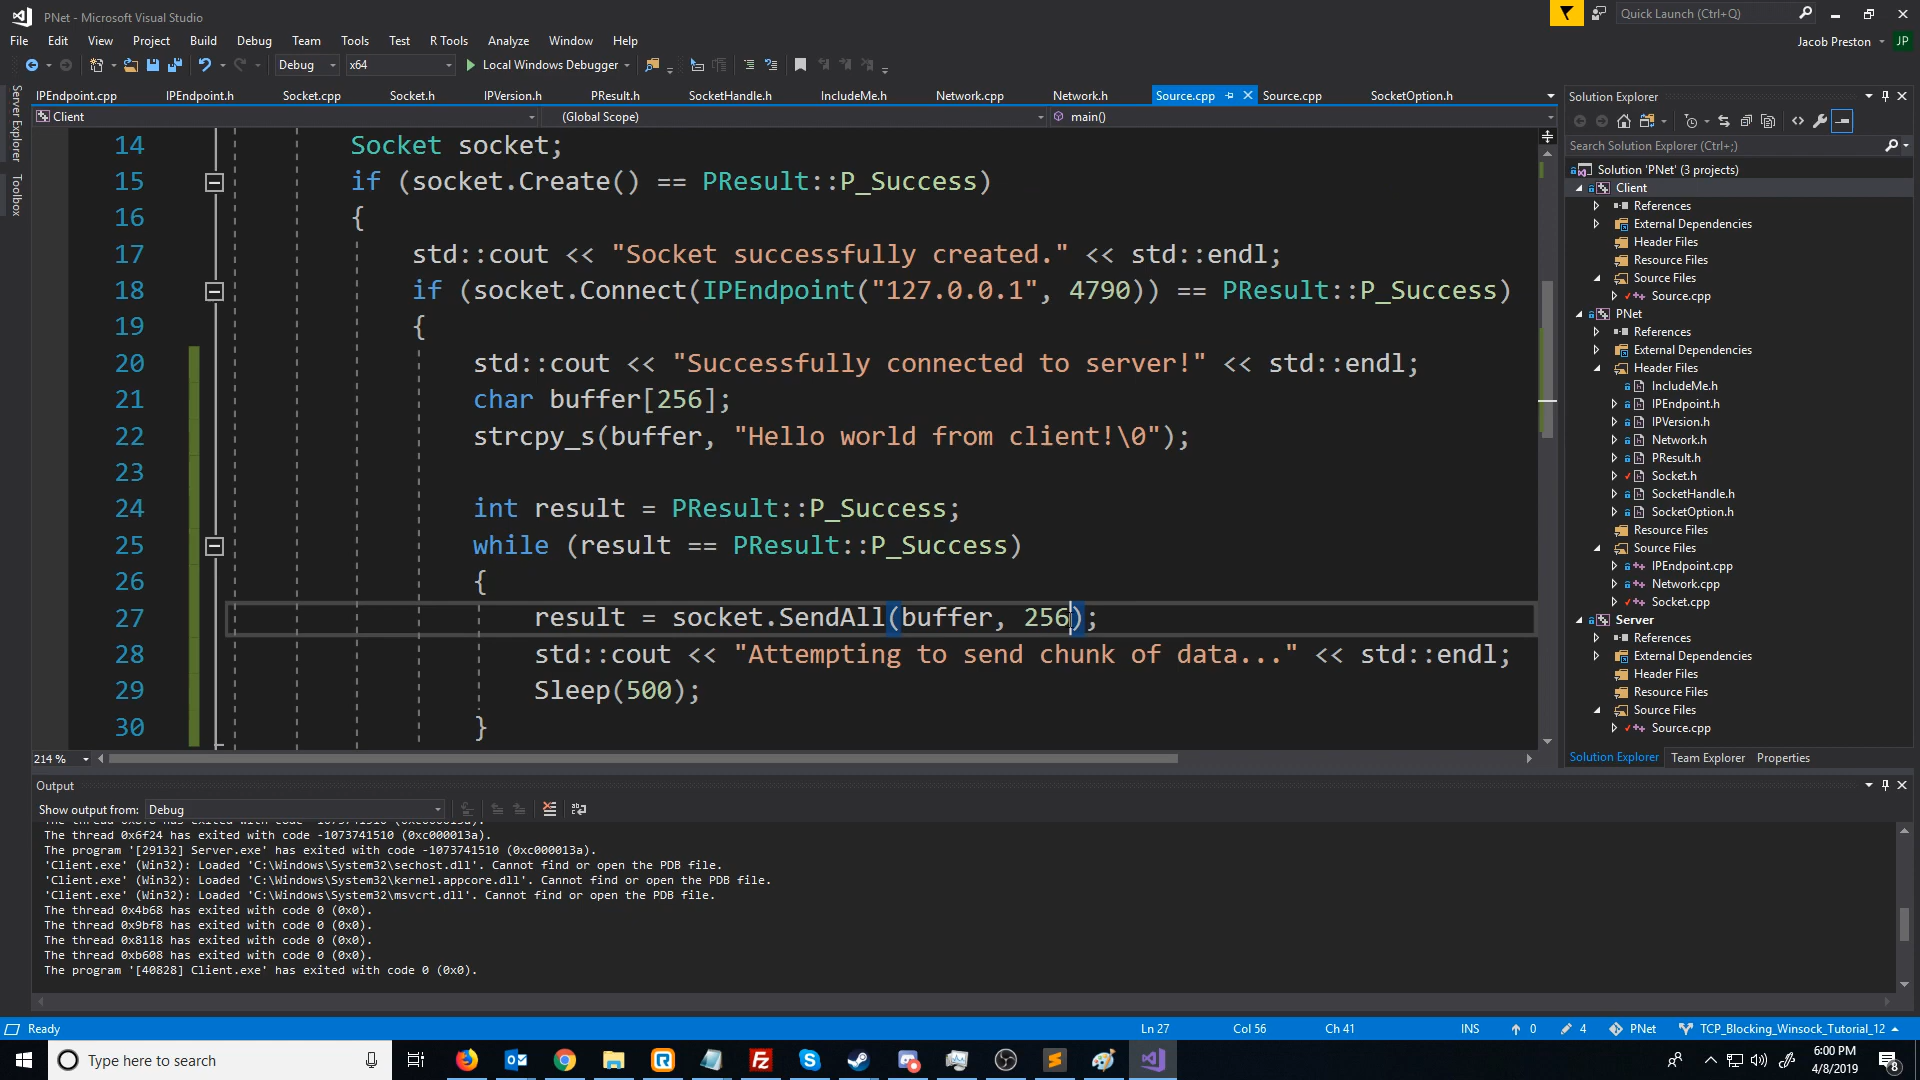 PNet - Microsoft Visual Studio
Quick Launch (Ctrl+Q)
File Edit View Project Build Debug Team Tools Test R Tools Analyze Window Help
Jacob Preston JP
Debug x64 Local Windows Debugger
IPEndpoint.cpp IPEndpoint.h Socket.cpp Socket.h IPVersion.h PResult.h SocketHandle.h IncludeMe.h Network.cpp Network.h Source.cpp Source.cpp SocketOption.h
Client (Global Scope) main()
Server Explorer
Toolbox
14 Socket socket;
15 if (socket.Create() == PResult::P_Success)
16 {
17 std::cout << "Socket successfully created." << std::endl;
18 if (socket.Connect(IPEndpoint("127.0.0.1", 4790)) == PResult::P_Success)
19 {
20 std::cout << "Successfully connected to server!" << std::endl;
21 char buffer[256];
22 strcpy_s(buffer, "Hello world from client!\0");
23
24 int result = PResult::P_Success;
25 while (result == PResult::P_Success)
26 {
27 result = socket.SendAll(buffer, 256);
28 std::cout << "Attempting to send chunk of data..." << std::endl;
29 Sleep(500);
30 }
214 %
Solution Explorer
Search Solution Explorer (Ctrl+;)
Solution 'PNet' (3 projects)
Client
References
External Dependencies
Header Files
Resource Files
Source Files
Source.cpp
PNet
References
External Dependencies
Header Files
IncludeMe.h
IPEndpoint.h
IPVersion.h
Network.h
PResult.h
Socket.h
SocketHandle.h
SocketOption.h
Resource Files
Source Files
IPEndpoint.cpp
Network.cpp
Socket.cpp
Server
References
External Dependencies
Header Files
Resource Files
Source Files
Source.cpp
Solution Explorer Team Explorer Properties
Output
Show output from: Debug
The thread 0x6f24 has exited with code -1073741510 (0xc000013a).
The program '[29132] Server.exe' has exited with code -1073741510 (0xc000013a).
'Client.exe' (Win32): Loaded 'C:\Windows\System32\sechost.dll'. Cannot find or open the PDB file.
'Client.exe' (Win32): Loaded 'C:\Windows\System32\kernel.appcore.dll'. Cannot find or open the PDB file.
'Client.exe' (Win32): Loaded 'C:\Windows\System32\msvcrt.dll'. Cannot find or open the PDB file.
The thread 0x4b68 has exited with code 0 (0x0).
The thread 0x9bf8 has exited with code 0 (0x0).
The thread 0x8118 has exited with code 0 (0x0).
The thread 0xb608 has exited with code 0 (0x0).
The program '[40828] Client.exe' has exited with code 0 (0x0).
Ready Ln 27 Col 56 Ch 41 INS 0 4 PNet TCP_Blocking_Winsock_Tutorial_12
Type here to search
6:00 PM
4/8/2019
8